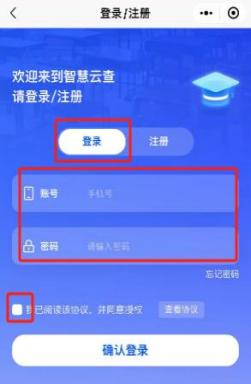 登录/注册
欢迎来到智慧云查
请登录/注册
登录 注册
账号 手机号
密码 请输入密码
忘记密码
我已阅读该协议，并同意授权 查看协议
确认登录